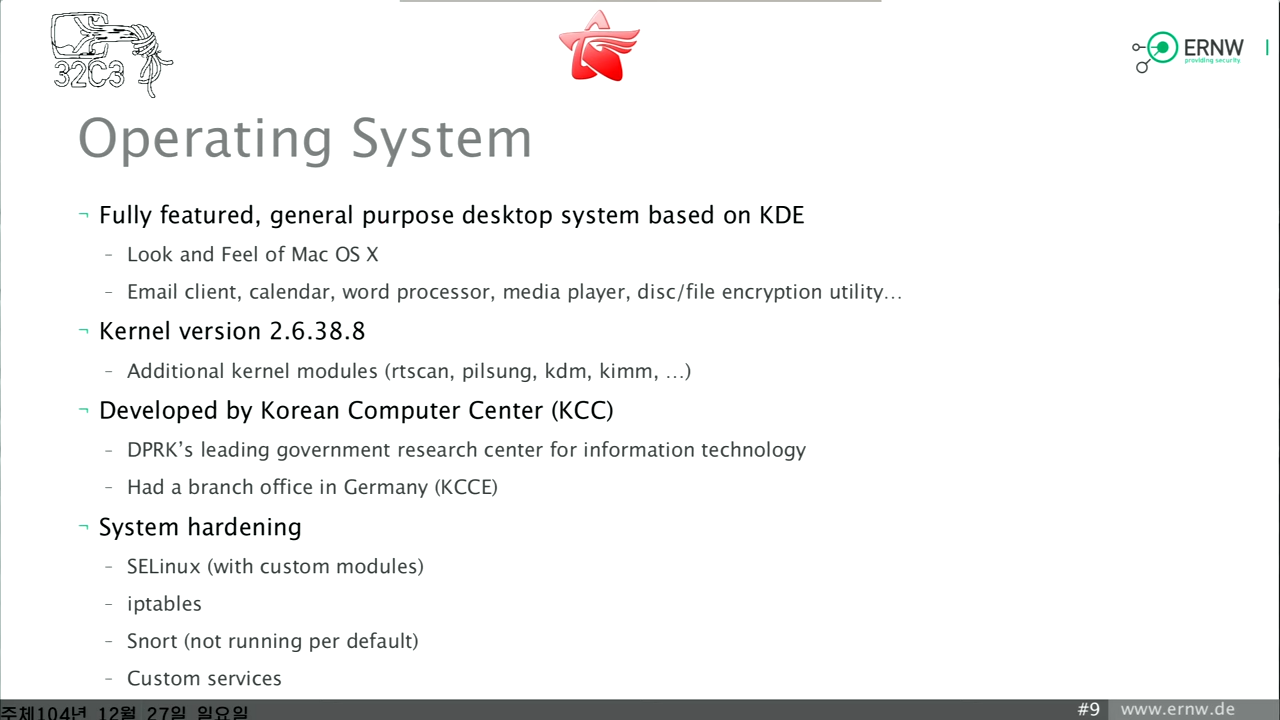 32C3
ERNW
providing security.
Operating System
¬ Fully featured, general purpose desktop system based on KDE
– Look and Feel of Mac OS X
– Email client, calendar, word processor, media player, disc/file encryption utility…
¬ Kernel version 2.6.38.8
– Additional kernel modules (rtscan, pilsung, kdm, kimm, …)
¬ Developed by Korean Computer Center (KCC)
– DPRK’s leading government research center for information technology
– Had a branch office in Germany (KCCE)
¬ System hardening
– SELinux (with custom modules)
– iptables
– Snort (not running per default)
– Custom services
주체104년 12월 27일 일요일
#9
www.ernw.de